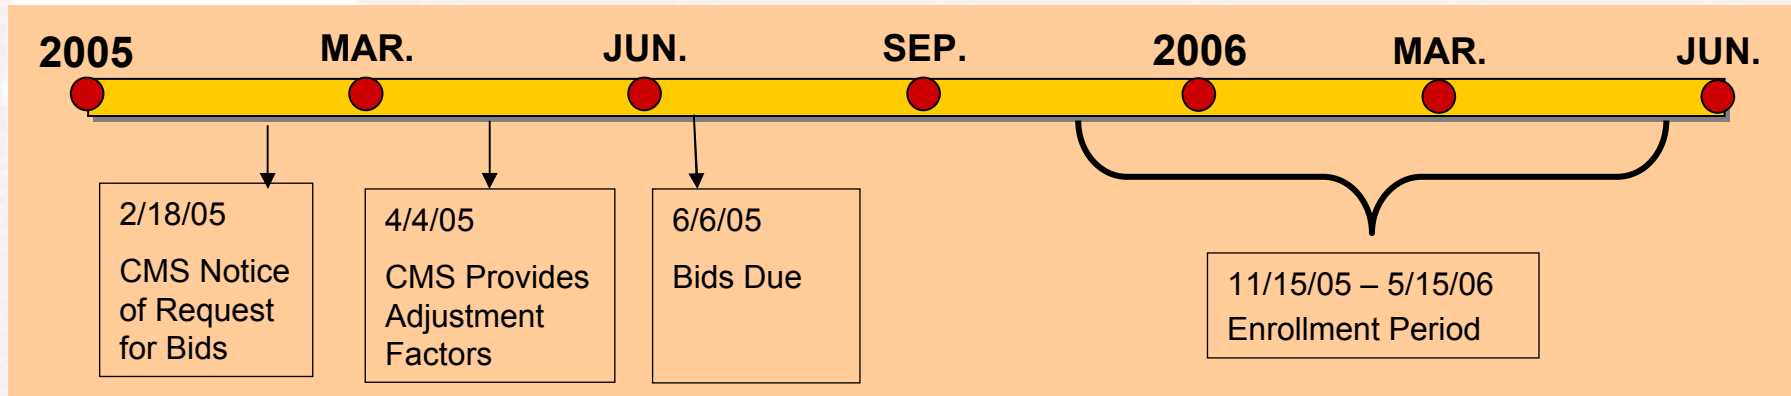 2005 MAR. JUN. SEP. 2006 MAR. JUN.
2/18/05
CMS Notice
of Request
for Bids
4/4/05
CMS Provides
Adjustment
Factors
6/6/05
Bids Due
11/15/05 – 5/15/06
Enrollment Period